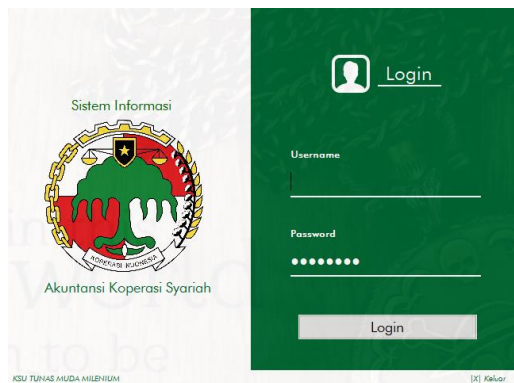 Sistem Informasi
KOPERASI INDONESIA
Akuntansi Koperasi Syariah
KSU TUNAS MUDA MILENIUM
Login
Username
Password
Login
(X) Keluar